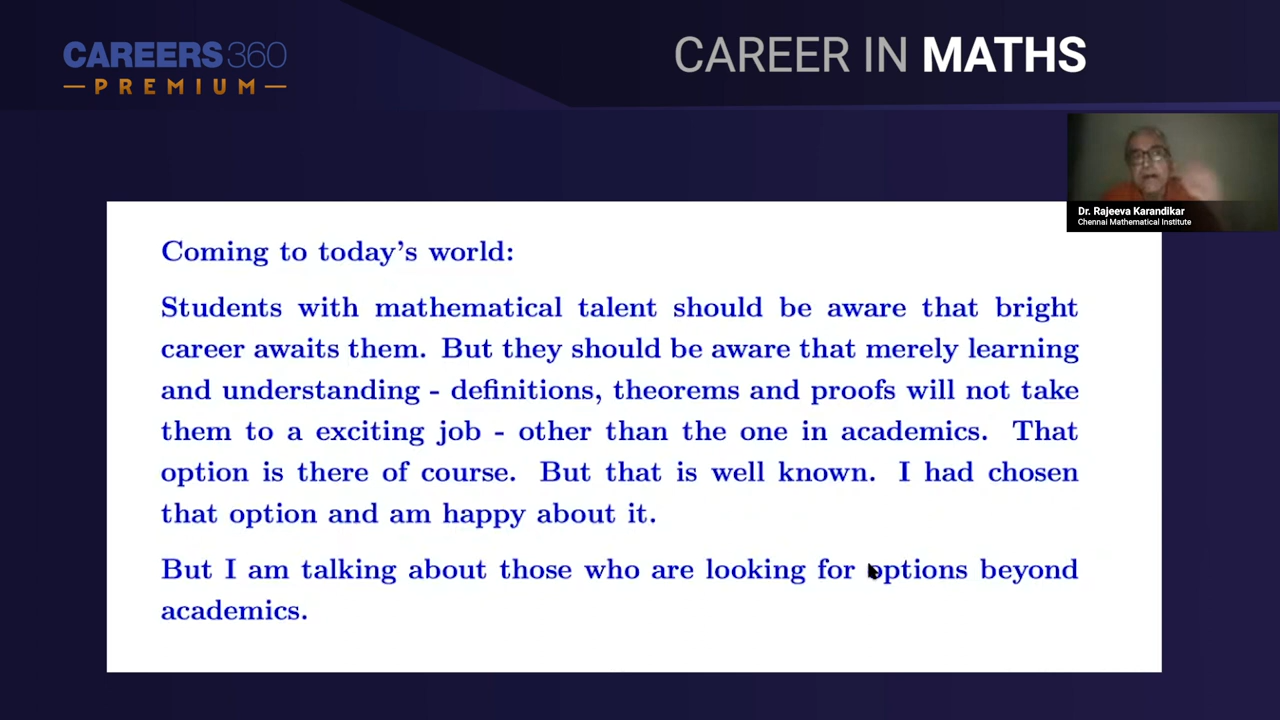 CAREERS360
PREMIUM
CAREER IN MATHS
Dr. Rajeeva Karandikar
Chennai Mathematical Institute
Coming to today's world:
Students with mathematical talent should be aware that bright
career awaits them. But they should be aware that merely learning
and understanding - definitions, theorems and proofs will not take
them to a exciting job - other than the one in academics. That
option is there of course. But that is well known. I had chosen
that option and am happy about it.
But I am talking about those who are looking for options beyond
academics.